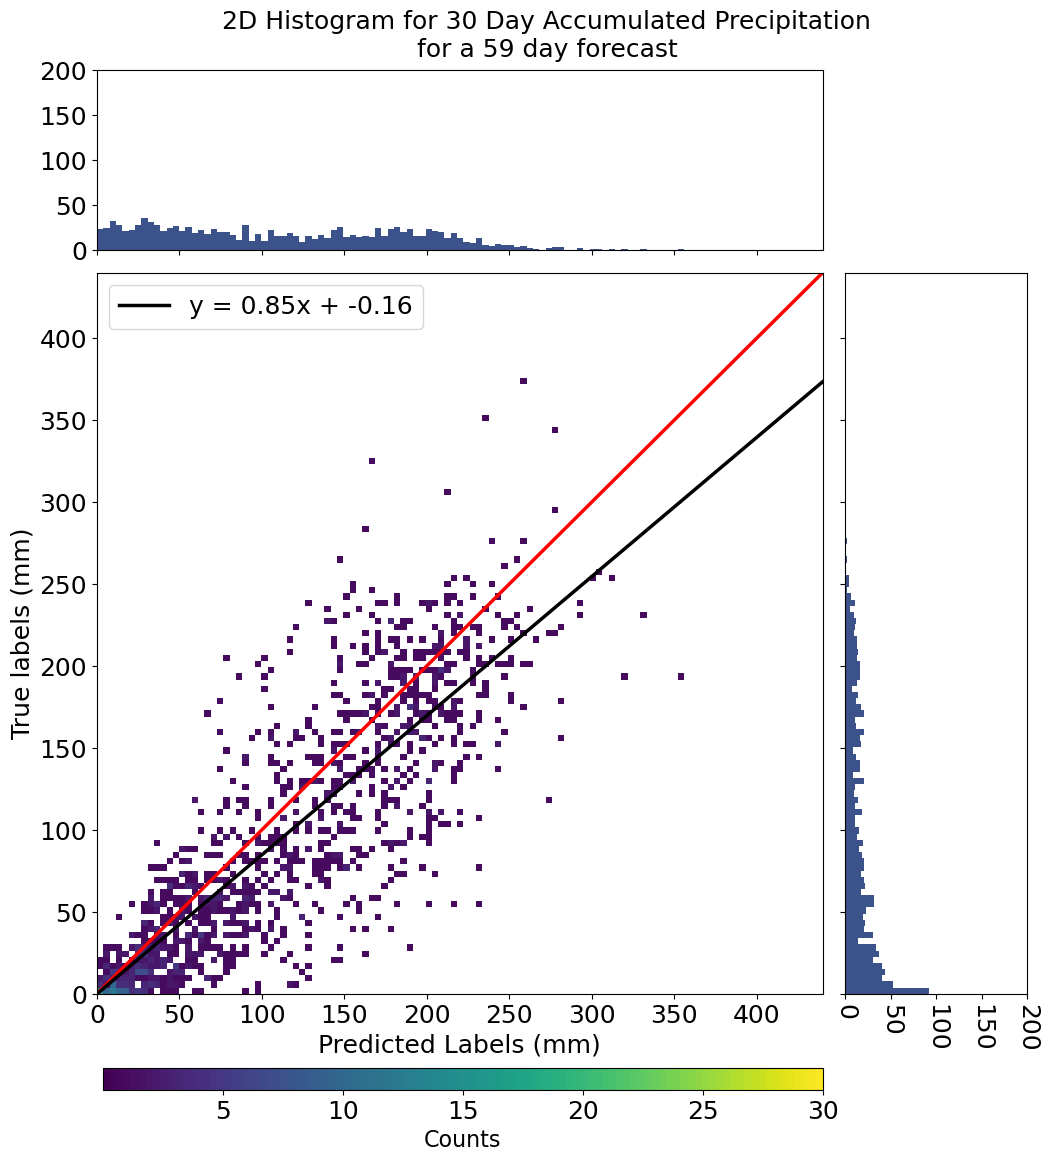 2D Histogram for 30 Day Accumulated Precipitation
for a 59 day forecast
200
150
100
50
0
y = 0.85x + -0.16
True labels (mm)
400
350
300
250
200
150
100
50
0
0 50 100 150 200 250 300 350 400
Predicted Labels (mm)
0 50 100 150 200
5 10 15 20 25 30
Counts